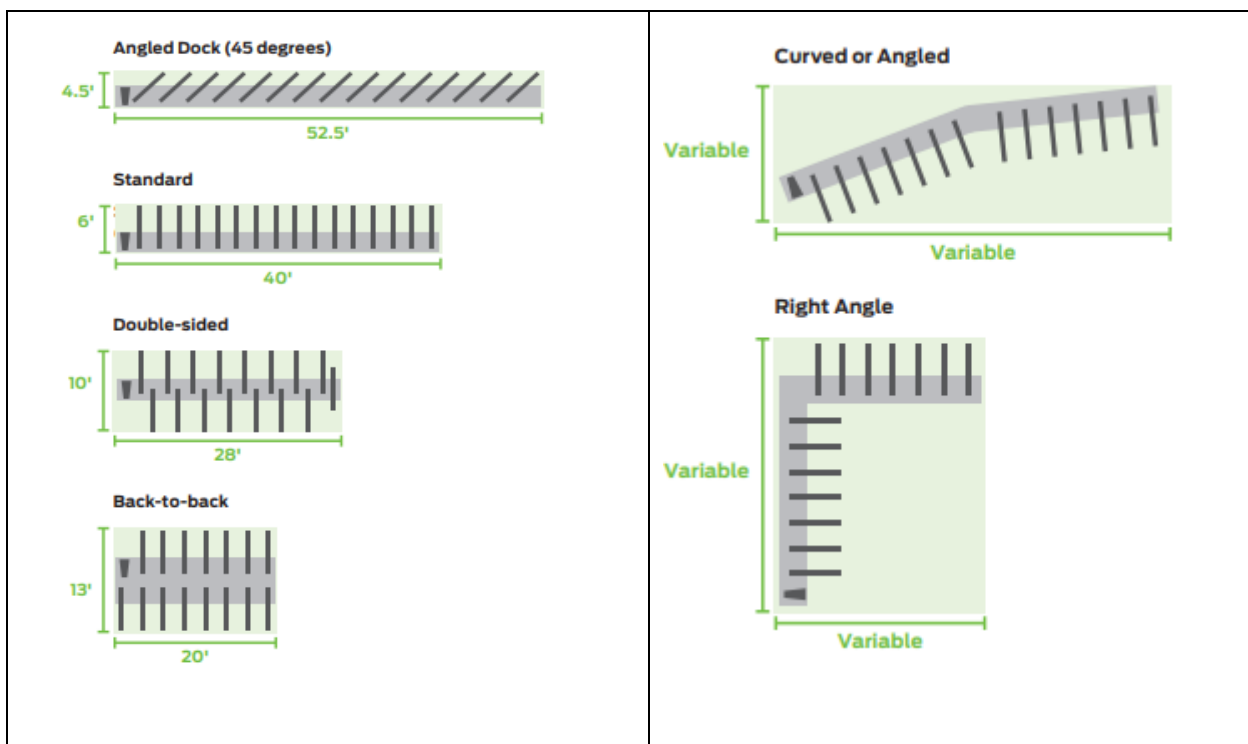 Angled Dock (45 degrees)
4.5'
52.5'
Standard
6'
40'
Double-sided
10'
28'
Back-to-back
13'
20'
Curved or Angled
Variable
Variable
Right Angle
Variable
Variable